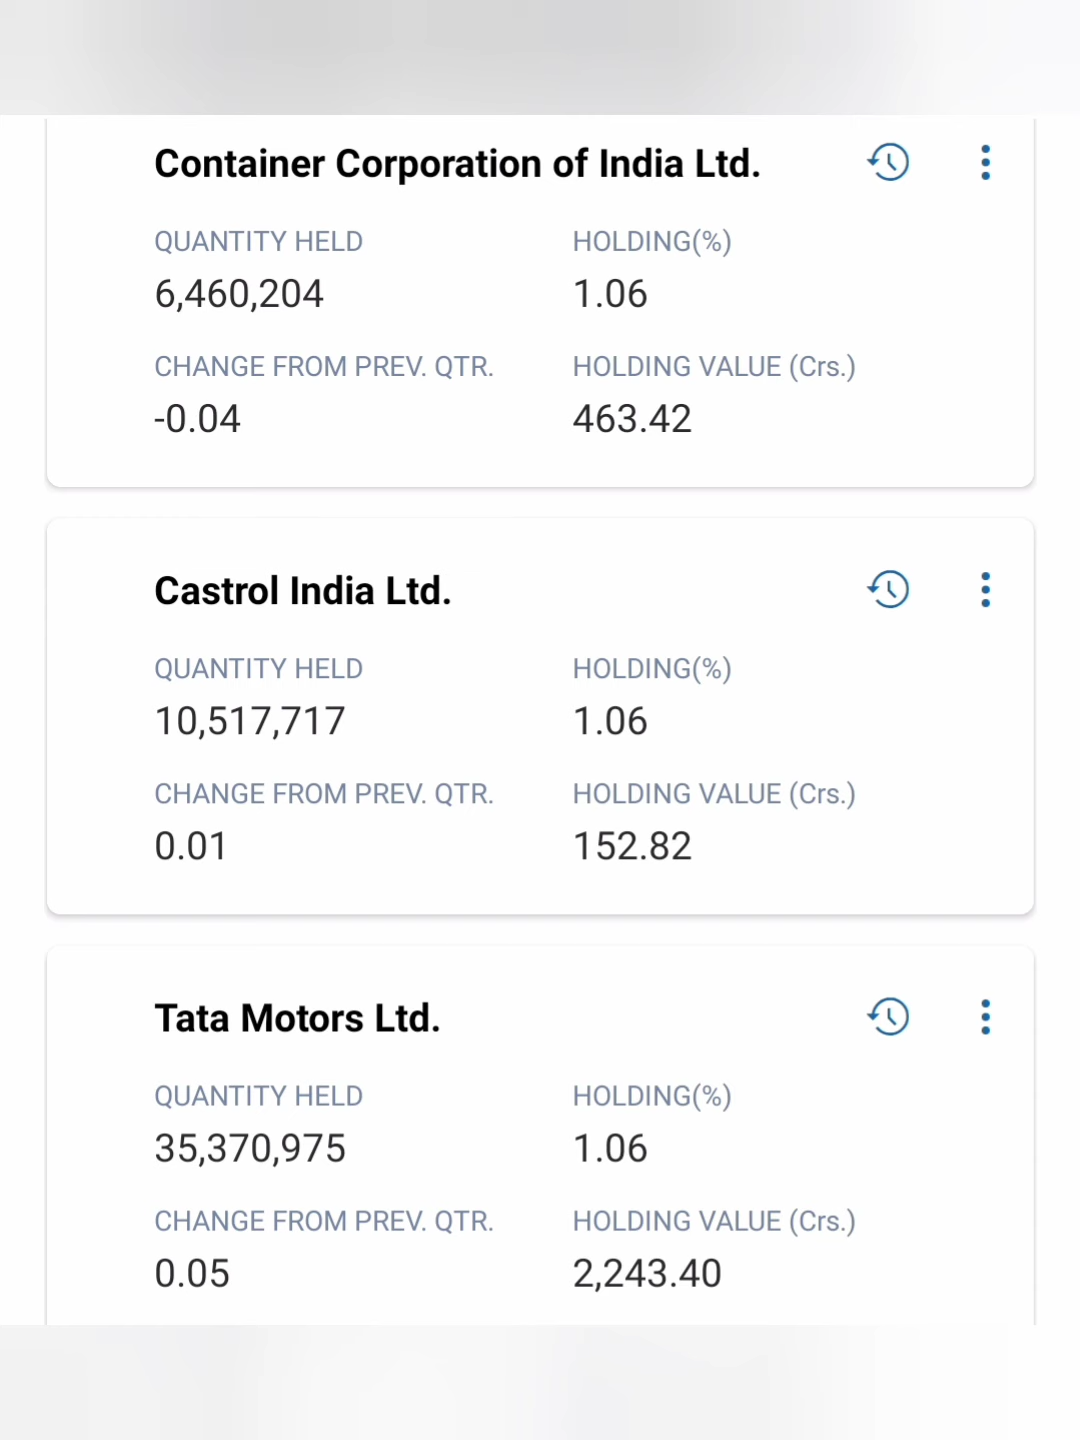 Container Corporation of India Ltd.
QUANTITY HELD HOLDING(%)
6,460,204 1.06
CHANGE FROM PREV. QTR. HOLDING VALUE (Crs.)
-0.04 463.42
Castrol India Ltd.
QUANTITY HELD HOLDING(%)
10,517,717 1.06
CHANGE FROM PREV. QTR. HOLDING VALUE (Crs.)
0.01 152.82
Tata Motors Ltd.
QUANTITY HELD HOLDING(%)
35,370,975 1.06
CHANGE FROM PREV. QTR. HOLDING VALUE (Crs.)
0.05 2,243.40